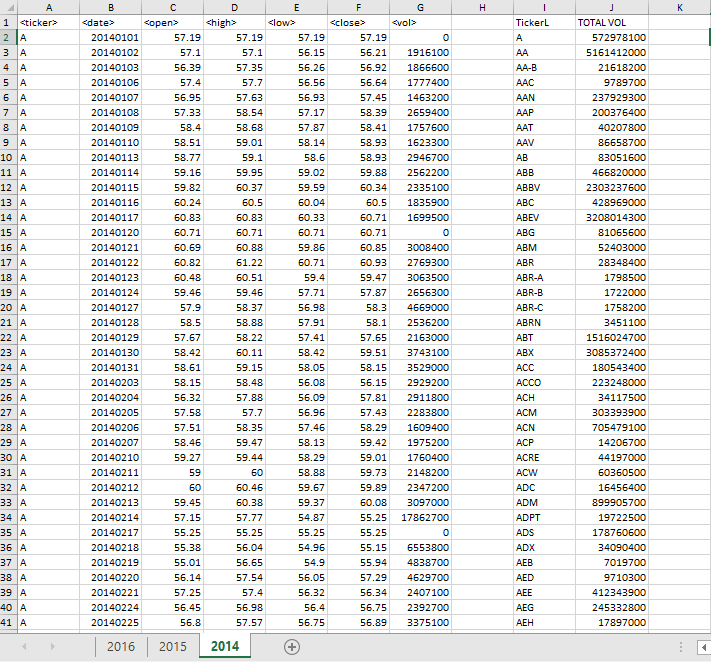 A B C D E F G H I J K
1 <ticker> <date> <open> <high> <low> <close> <vol> TickerL TOTAL VOL
2 A 20140101 57.19 57.19 57.19 57.19 0 A 572978100
3 A 20140102 57.1 57.1 56.15 56.21 1916100 AA 5161412000
4 A 20140103 56.39 57.35 56.26 56.92 1866600 AA-B 21618200
5 A 20140106 57.4 57.7 56.56 56.64 1777400 AAC 9789700
6 A 20140107 56.95 57.63 56.93 57.45 1463200 AAN 237929300
7 A 20140108 57.33 58.54 57.17 58.39 2659400 AAP 200376400
8 A 20140109 58.4 58.68 57.87 58.41 1757600 AAT 40207800
9 A 20140110 58.51 59.01 58.14 58.93 1623300 AAV 86658700
10 A 20140113 58.77 59.1 58.6 58.93 2946700 AB 83051600
11 A 20140114 59.16 59.95 59.02 59.88 2562200 ABB 466820000
12 A 20140115 59.82 60.37 59.59 60.34 2335100 ABBV 2303237600
13 A 20140116 60.24 60.5 60.04 60.5 1835900 ABC 428969000
14 A 20140117 60.83 60.83 60.33 60.71 1699500 ABEV 3208014300
15 A 20140120 60.71 60.71 60.71 60.71 0 ABG 81065600
16 A 20140121 60.69 60.88 59.86 60.85 3008400 ABM 52403000
17 A 20140122 60.82 61.22 60.71 60.93 2769300 ABR 28348400
18 A 20140123 60.48 60.51 59.4 59.47 3063500 ABR-A 1798500
19 A 20140124 59.46 59.46 57.71 57.87 2656300 ABR-B 1722000
20 A 20140127 57.9 58.37 56.98 58.3 4669000 ABR-C 1758200
21 A 20140128 58.5 58.88 57.91 58.1 2536200 ABRN 3451100
22 A 20140129 57.67 58.22 57.41 57.65 2163000 ABT 1516024700
23 A 20140130 58.42 60.11 58.42 59.51 3743100 ABX 3085372400
24 A 20140131 58.61 59.15 58.05 58.15 3529000 ACC 180543400
25 A 20140203 58.15 58.48 56.08 56.15 2929200 ACCO 223248000
26 A 20140204 56.32 57.88 56.09 57.81 2911800 ACH 34117500
27 A 20140205 57.58 57.7 56.96 57.43 2283800 ACM 303393900
28 A 20140206 57.51 58.35 57.46 58.29 1609400 ACN 705479100
29 A 20140207 58.46 59.47 58.13 59.42 1975200 ACP 14206700
30 A 20140210 59.27 59.44 58.29 59.01 1760400 ACRE 44197000
31 A 20140211 59 60 58.88 59.73 2148200 ACW 60360500
32 A 20140212 60 60.46 59.67 59.89 2347200 ADC 16456400
33 A 20140213 59.45 60.38 59.37 60.08 3097000 ADM 899905700
34 A 20140214 57.15 57.77 54.87 55.25 17862700 ADPT 19722500
35 A 20140217 55.25 55.25 55.25 55.25 0 ADS 178760600
36 A 20140218 55.38 56.04 54.96 55.15 6553800 ADX 34090400
37 A 20140219 55.01 56.65 54.9 55.94 4838700 AEB 7019700
38 A 20140220 56.14 57.54 56.05 57.29 4629700 AED 9710300
39 A 20140221 57.25 57.4 56.32 56.34 2407100 AEE 412343900
40 A 20140224 56.45 56.98 56.4 56.75 2392700 AEG 245332800
41 A 20140225 56.8 57.57 56.75 56.89 3375100 AEH 17897000
2016 2015 2014